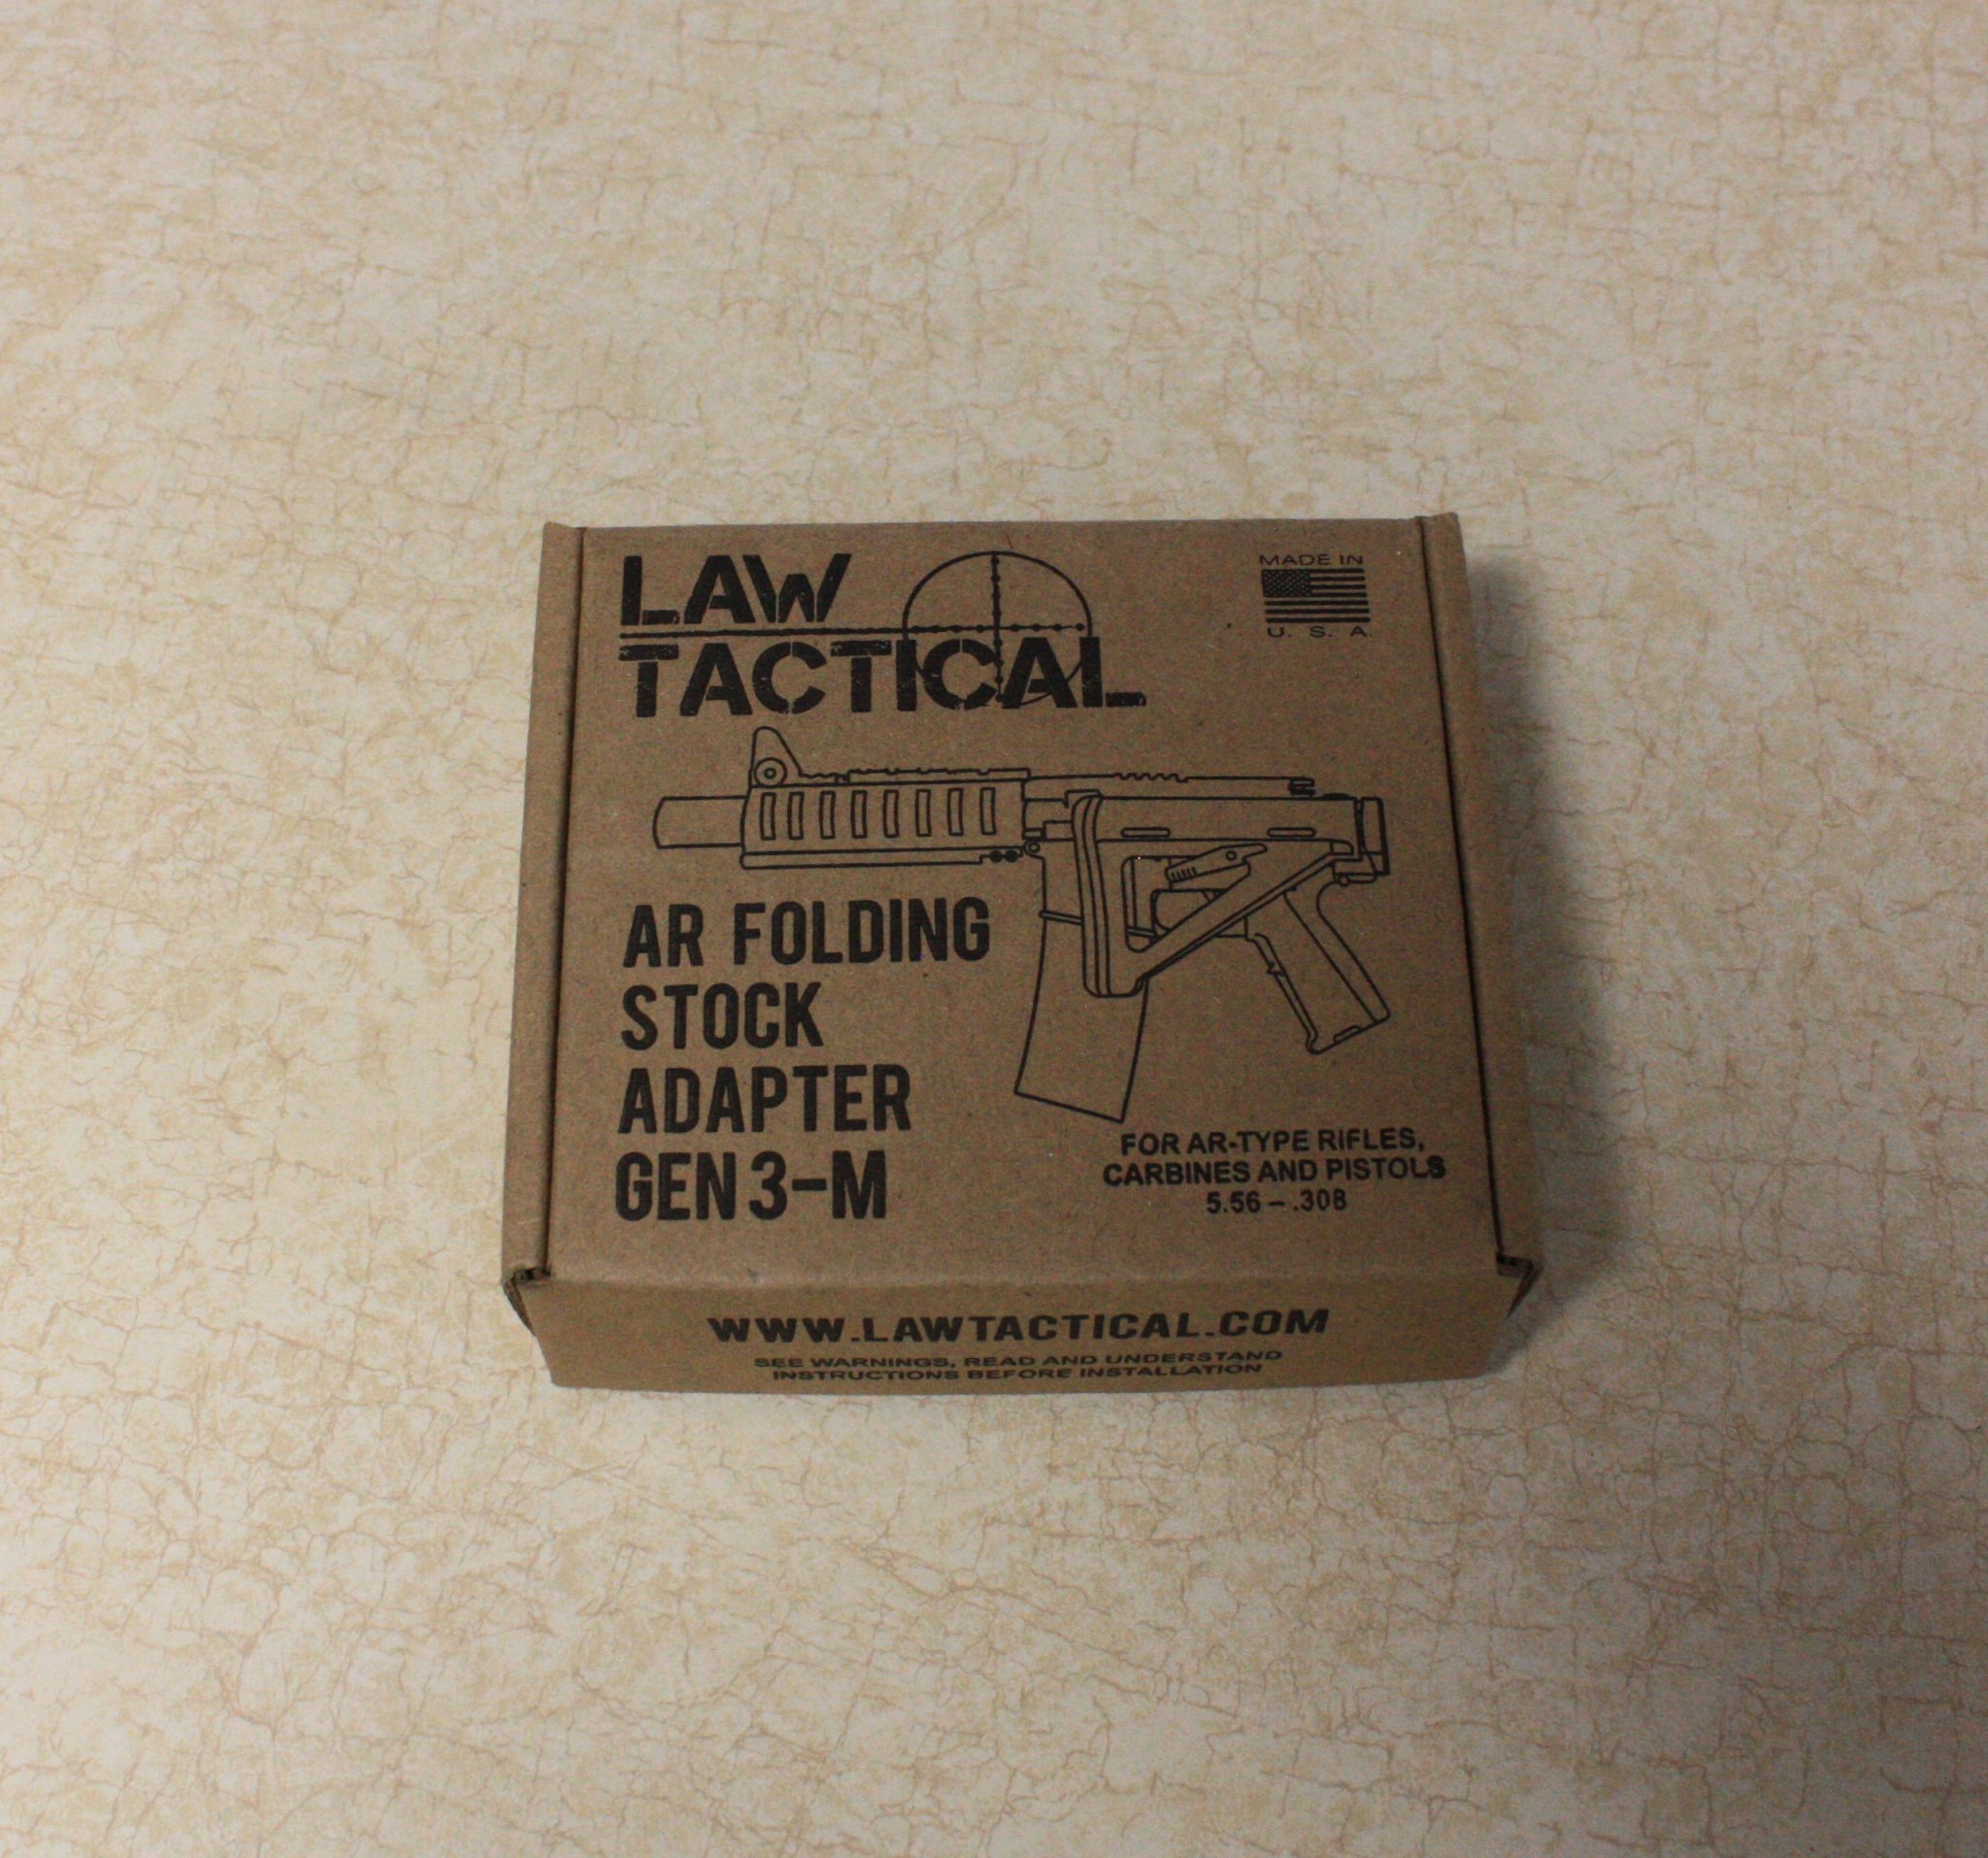 LAW
TACTICAL
MADE IN
U. S. A
AR FOLDING
STOCK
ADAPTER
GEN 3-M
FOR AR-TYPE RIFLES,
CARBINES AND PISTOLS
5.56 – .308
WWW.LAWTACTICAL.COM
SEE WARNINGS, READ AND UNDERSTAND
INSTRUCTIONS BEFORE INSTALLATION